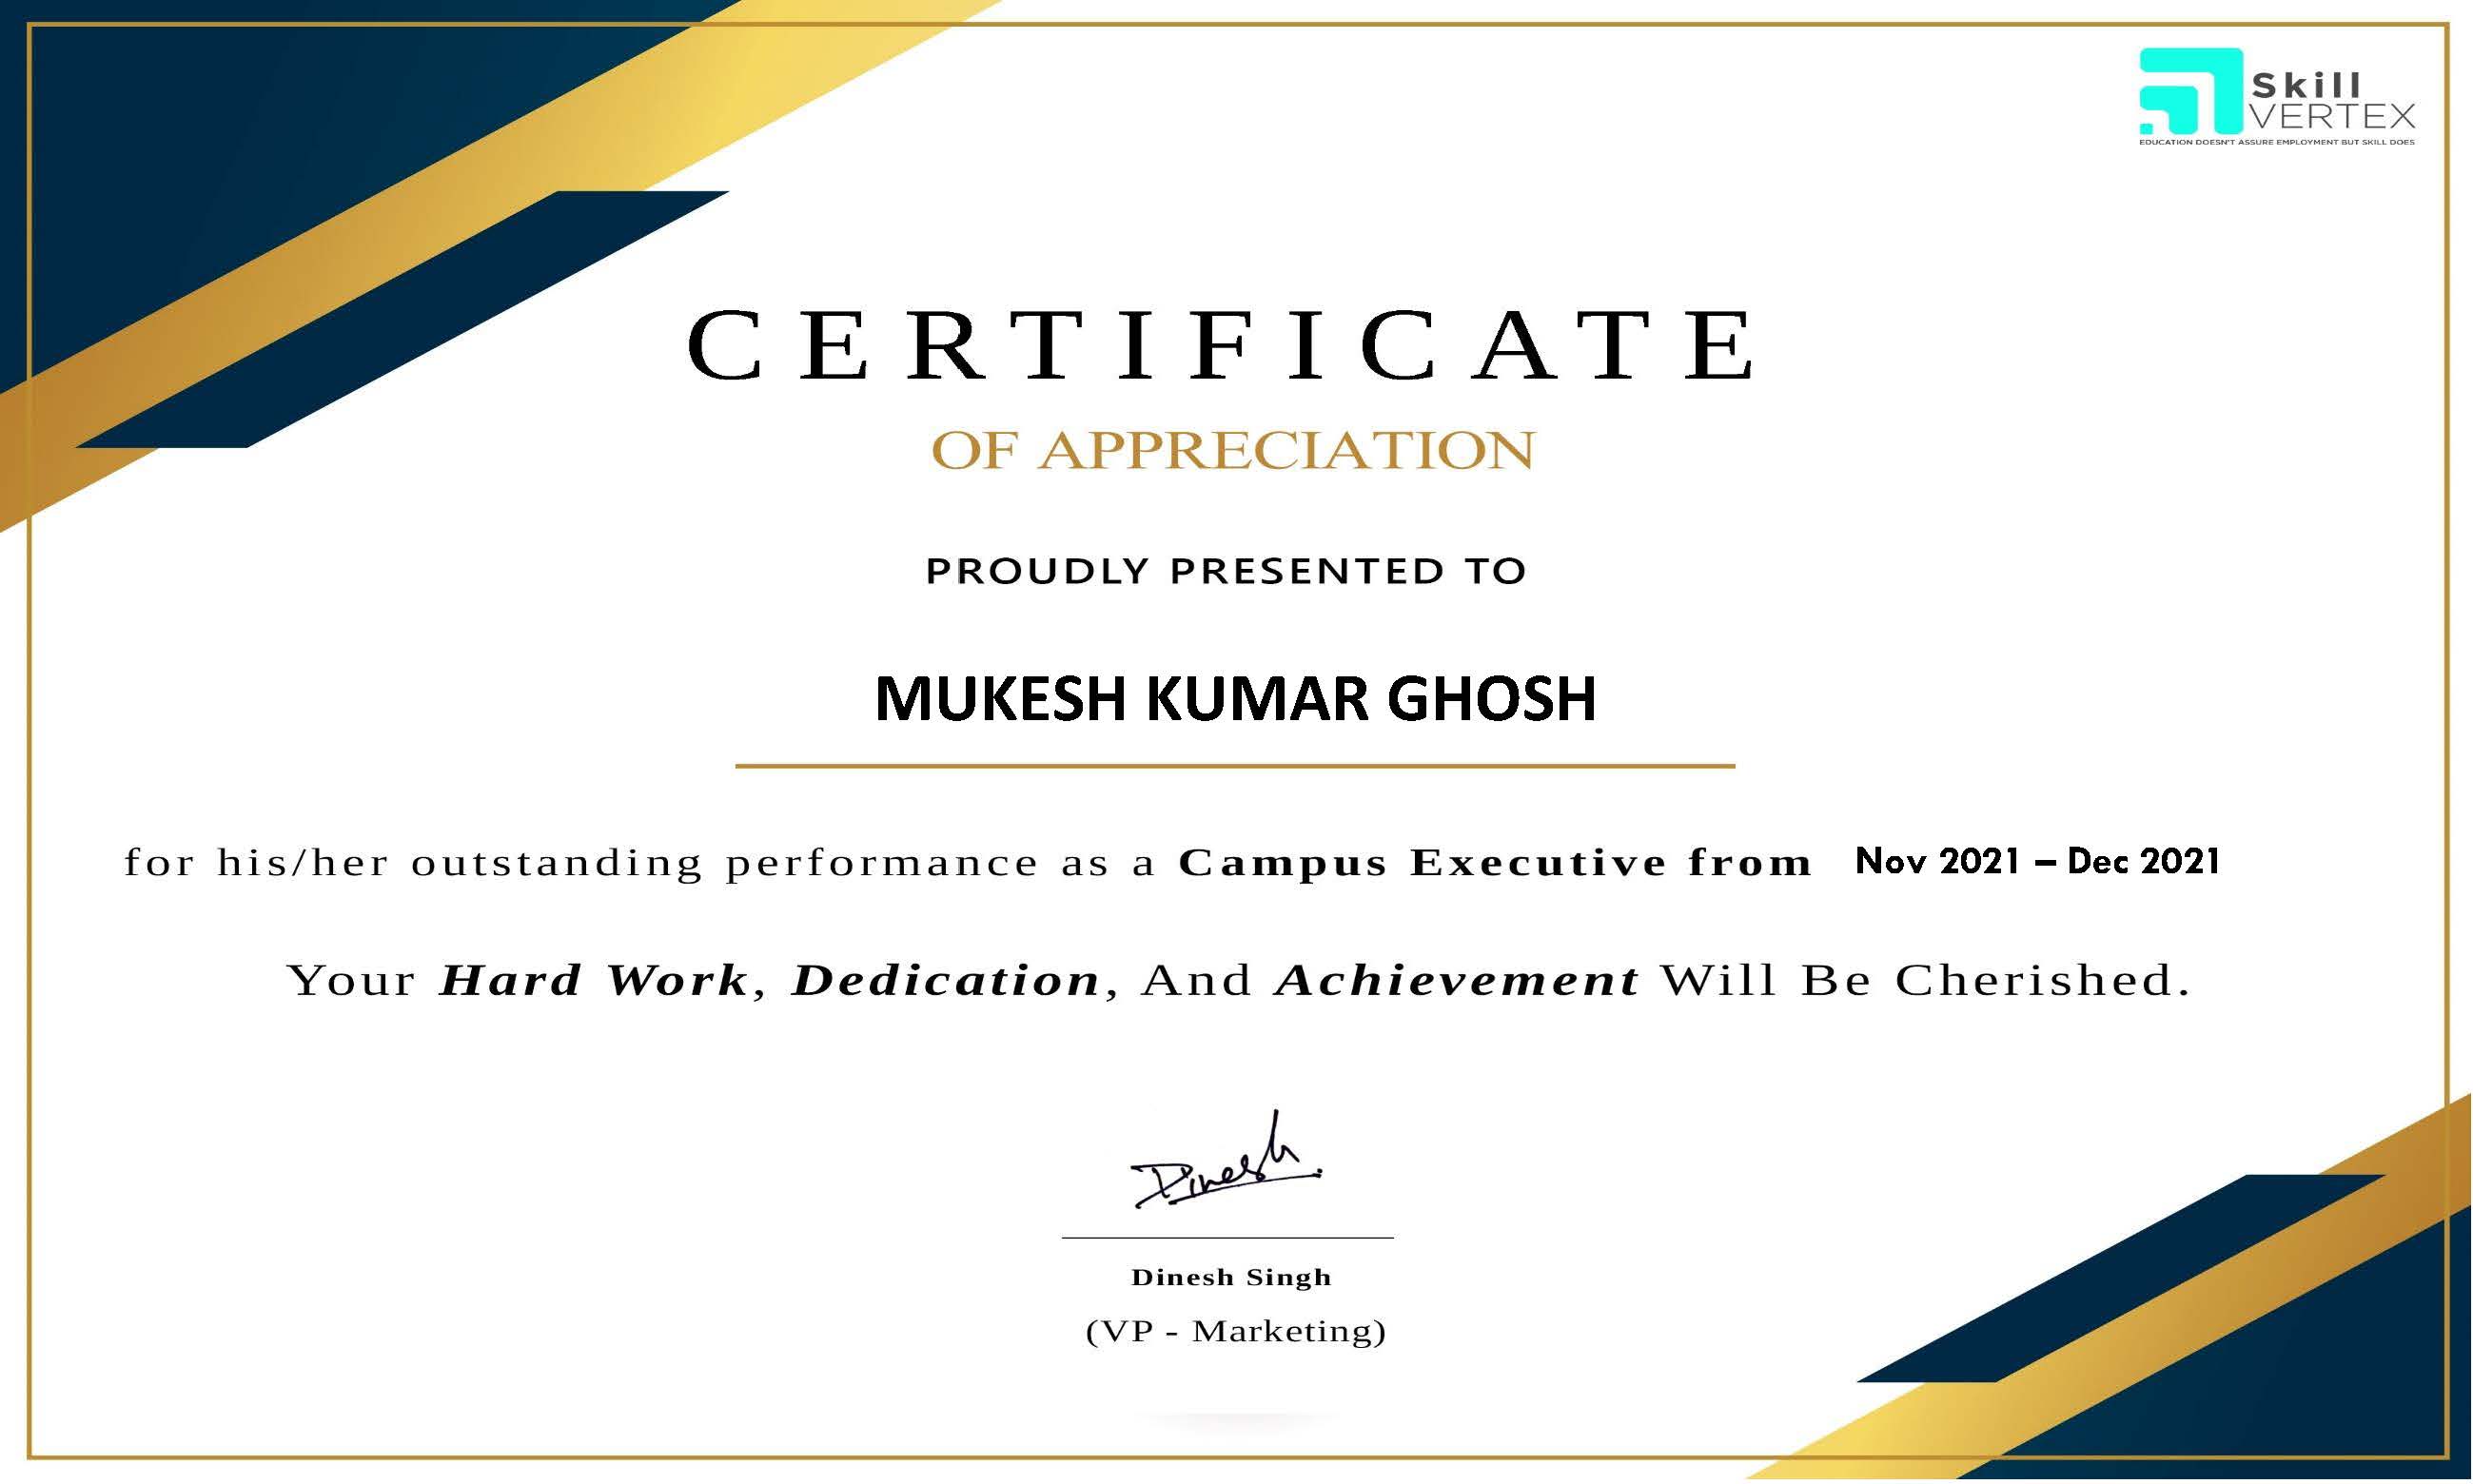 Skill
VERTEX
EDUCATION DOESN'T ASSURE EMPLOYMENT BUT SKILL DOES
CERTIFICATE
OF APPRECIATION
PROUDLY PRESENTED TO
MUKESH KUMAR GHOSH
for his/her outstanding performance as a Campus Executive from Nov 2021 – Dec 2021
Your Hard Work, Dedication, And Achievement Will Be Cherished.
Dinesh
Dinesh Singh
(VP - Marketing)